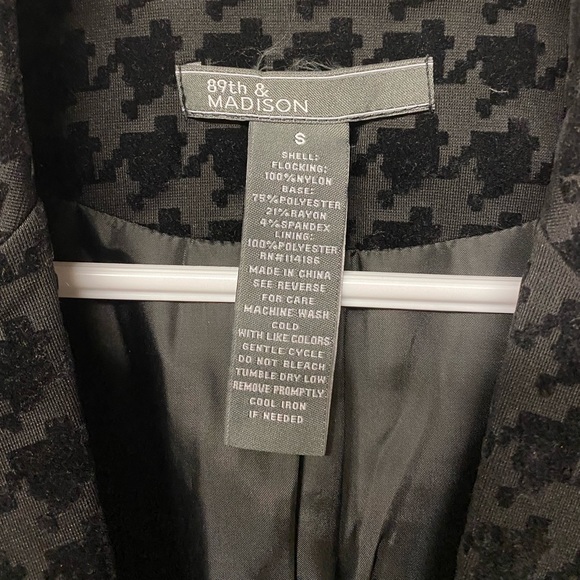 89th &
MADISON
S
SHELL:
FLOCKING:
100%NYLON
BASE:
75%POLYESTER
21%RAYON
4%SPANDEX
LINING:
100%POLYESTER
RN#114186
MADE IN CHINA
SEE REVERSE
FOR CARE
MACHINE WASH
COLD
WITH LIKE COLORS
GENTLE CYCLE
DO NOT BLEACH
TUMBLE DRY LOW
REMOVE PROMPTLY
COOL IRON
IF NEEDED